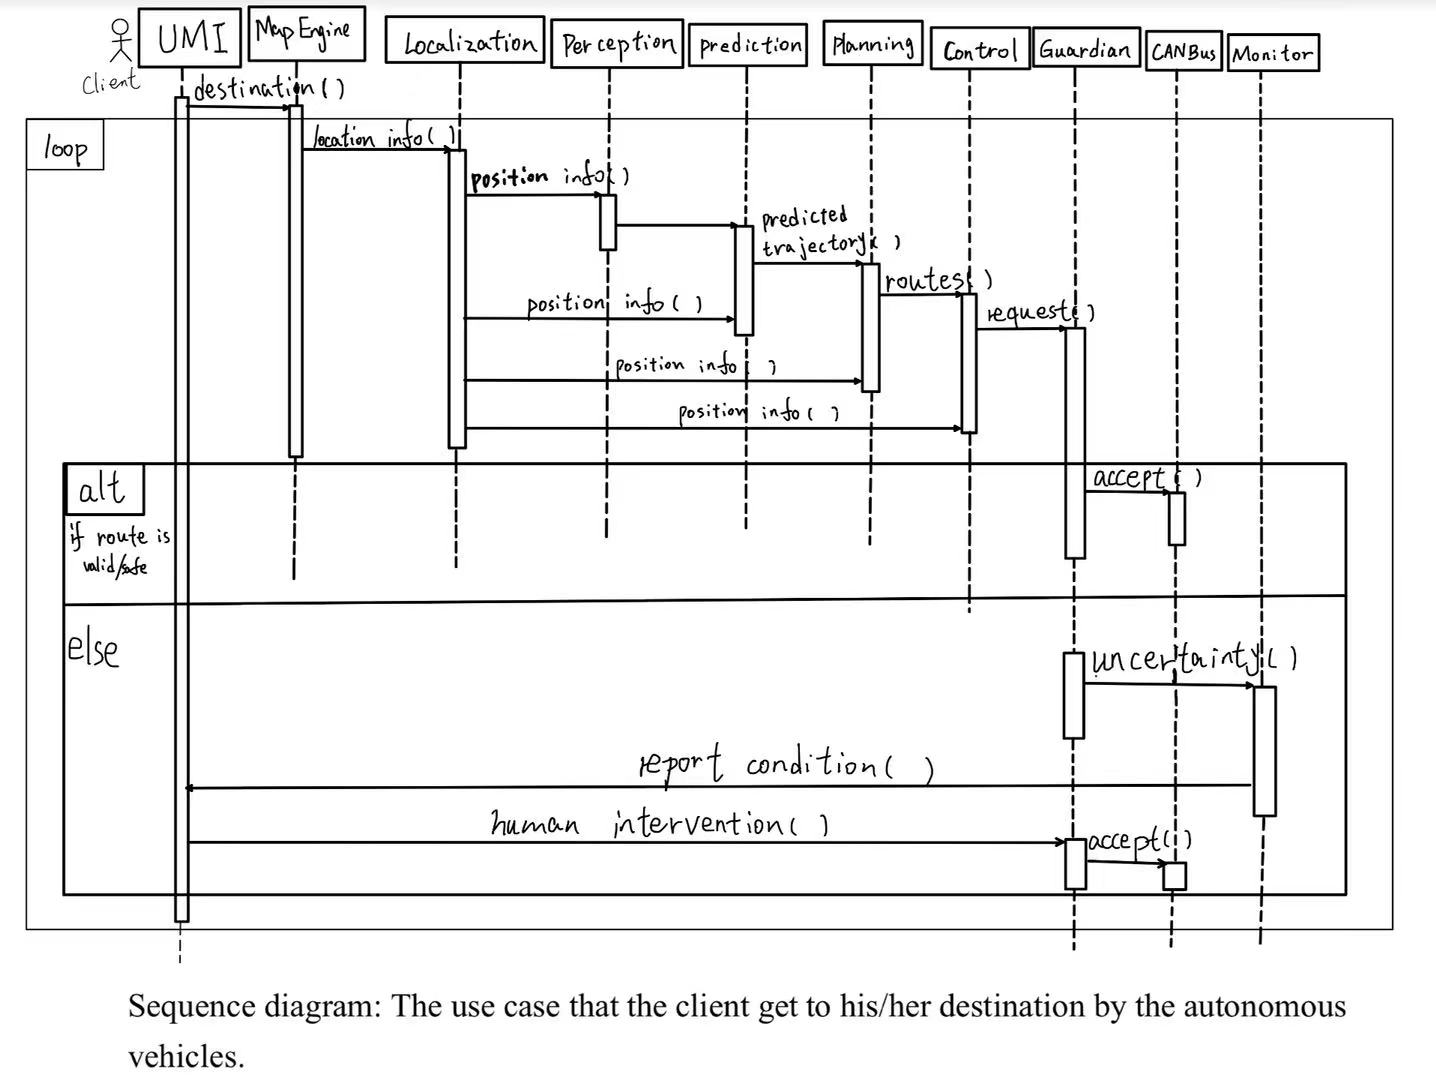 Client
UMI
Map Engine
Localization
Perception
prediction
Planning
Control
Guardian
CANBus
Monitor
destination()
loop
location info( )
position info()
predicted
trajectory( )
routes( )
position info( )
request( )
position info( )
position info( )
alt
accept( )
if route is
valid/safe
else
uncertainty( )
report condition( )
human intervention( )
accept( )
Sequence diagram: The use case that the client get to his/her destination by the autonomous
vehicles.